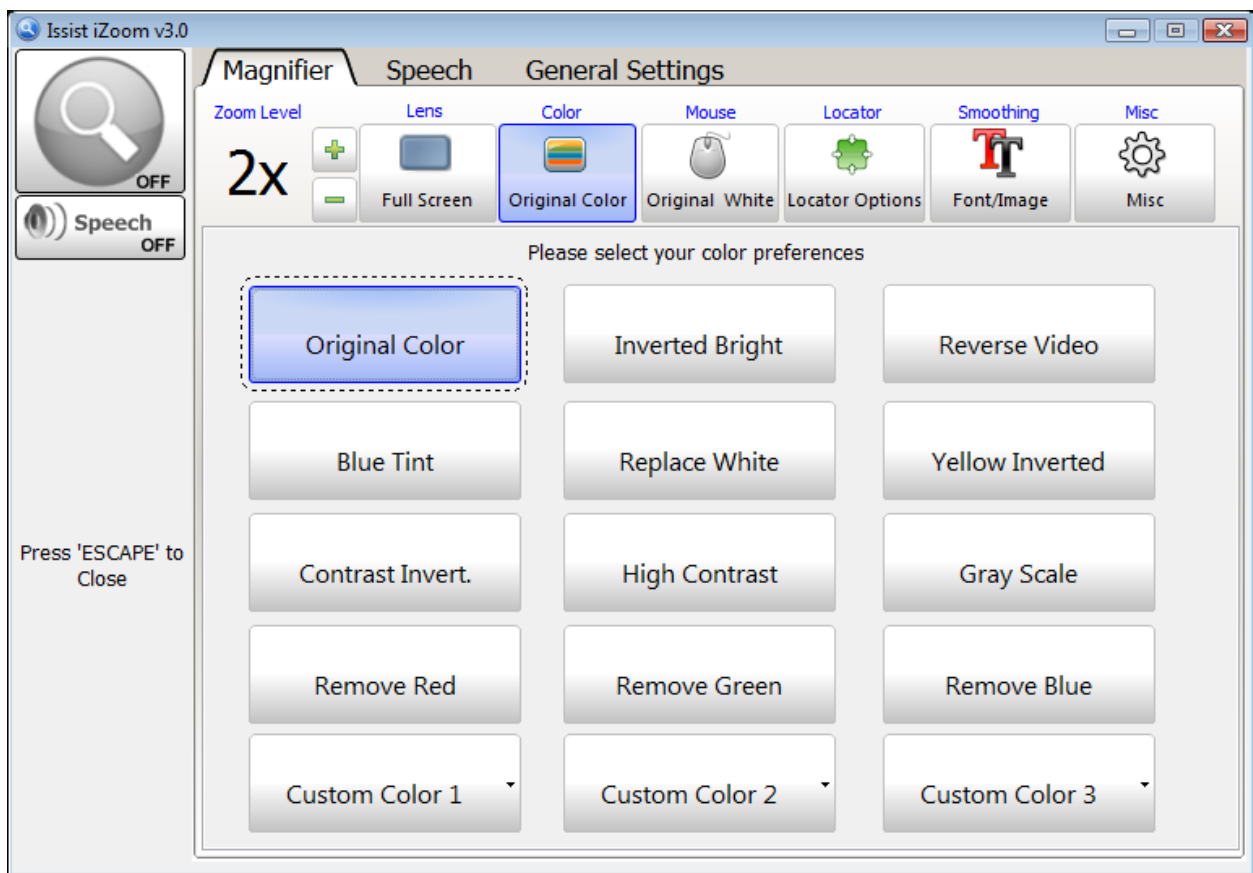 Issist iZoom v3.0
OFF
Speech
OFF
Press 'ESCAPE' to
Close
Magnifier Speech General Settings
Zoom Level Lens Color Mouse Locator Smoothing Misc
2x
Full Screen Original Color Original White Locator Options Font/Image Misc
Please select your color preferences
Original Color Inverted Bright Reverse Video
Blue Tint Replace White Yellow Inverted
Contrast Invert. High Contrast Gray Scale
Remove Red Remove Green Remove Blue
Custom Color 1 Custom Color 2 Custom Color 3